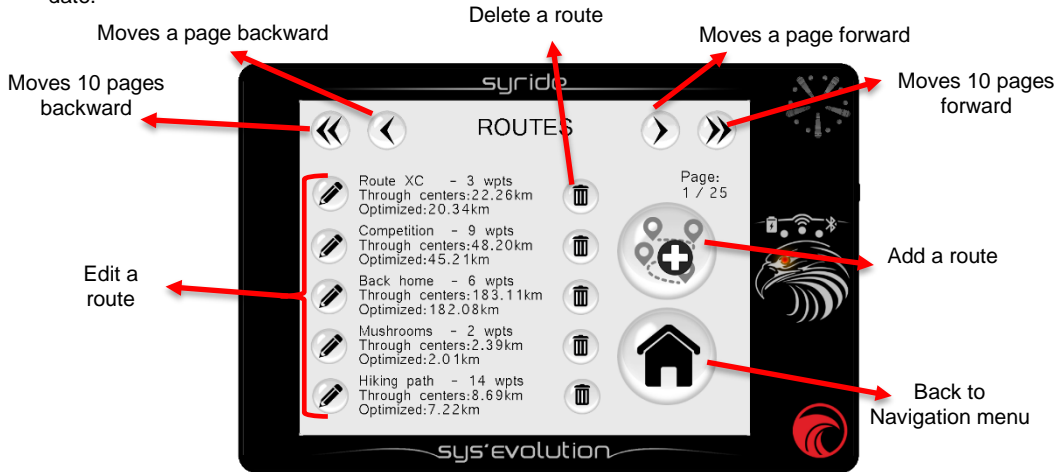 date.
Delete a route
Moves a page backward
Moves a page forward
Moves 10 pages
backward
Moves 10 pages
forward
syride
ROUTES
Page:
1 / 25
Route XC - 3 wpts
Through centers:22.26km
Optimized:20.34km
Competition - 9 wpts
Through centers:48.20km
Optimized:45.21km
Back home - 6 wpts
Through centers:183.11km
Optimized:182.08km
Mushrooms - 2 wpts
Through centers:2.39km
Optimized:2.01km
Hiking path - 14 wpts
Through centers:8.69km
Optimized:7.22km
Edit a
route
Add a route
Back to
Navigation menu
sys'evolution